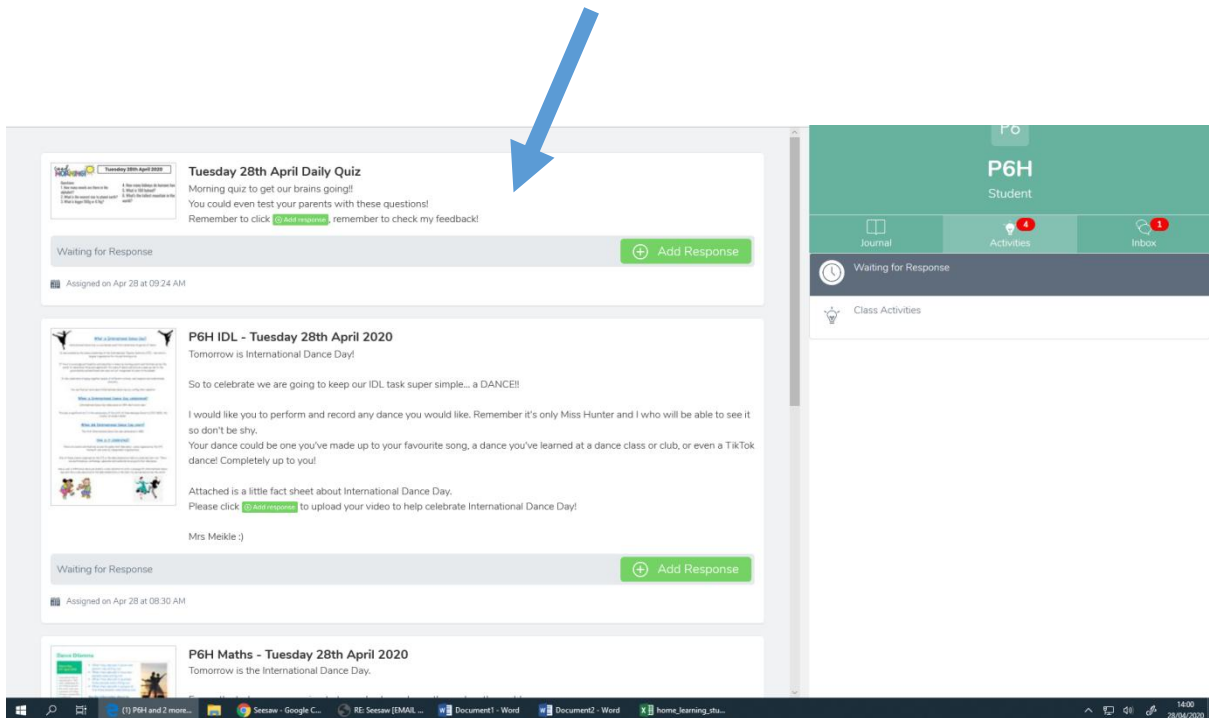 Tuesday 28th April 2020
Tuesday 28th April Daily Quiz
Morning quiz to get our brains going!!
You could even test your parents with these questions!
Remember to click Add response, remember to check my feedback!
Waiting for Response
Add Response
Assigned on Apr 28 at 09:24 AM
P6H IDL - Tuesday 28th April 2020
Tomorrow is International Dance Day!
So to celebrate we are going to keep our IDL task super simple... a DANCE!!
I would like you to perform and record any dance you would like. Remember it's only Miss Hunter and I who will be able to see it
so don't be shy.
Your dance could be one you've made up to your favourite song, a dance you've learned at a dance class or club, or even a TikTok
dance! Completely up to you!
Attached is a little fact sheet about International Dance Day.
Please click Add response to upload your video to help celebrate International Dance Day!
Mrs Meikle :)
Waiting for Response
Add Response
Assigned on Apr 28 at 08:30 AM
Dance Dilemma
P6H Maths - Tuesday 28th April 2020
Tomorrow is the International Dance Day.
P6
P6H
Student
Journal
4
Activities
1
Inbox
Waiting for Response
Class Activities
(1) P6H and 2 more...
Seesaw - Google C...
RE: Seesaw [EMAIL ...
Document1 - Word
Document2 - Word
home_learning_stu...
14:00
28/04/2020